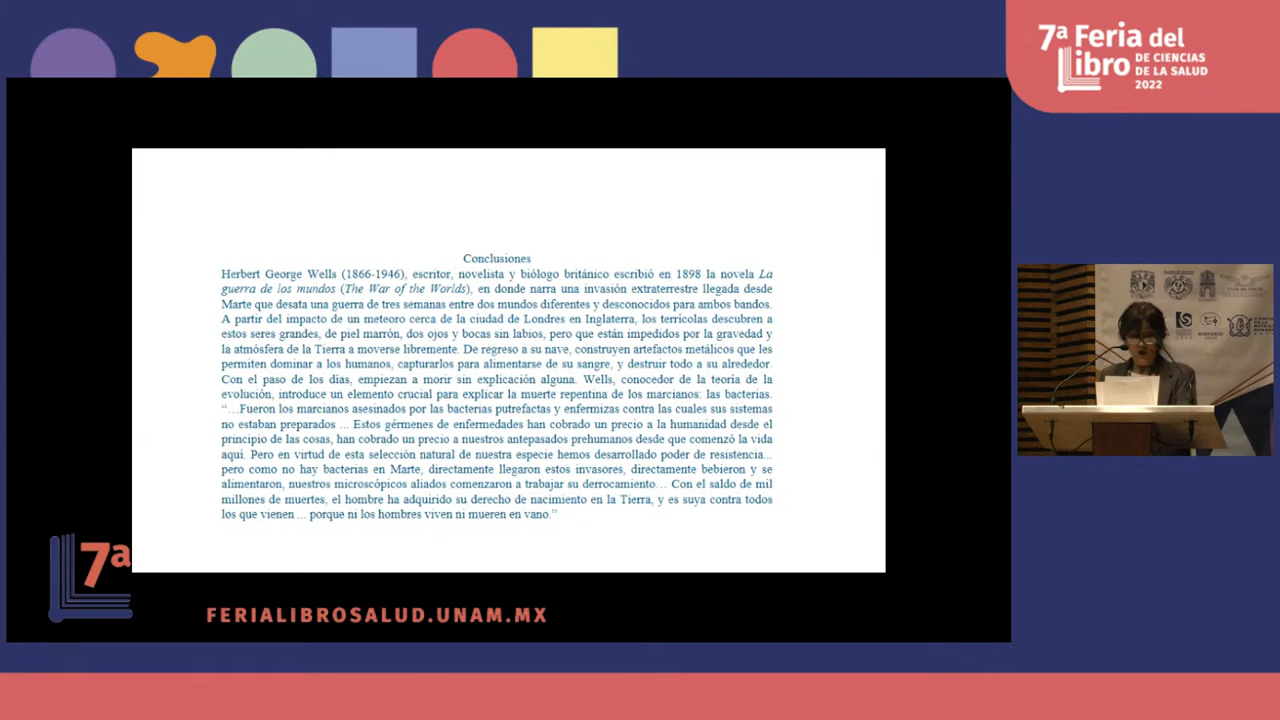 7ª Feria del
Libro DE CIENCIAS
DE LA SALUD
2022
Conclusiones
Herbert George Wells (1866-1946), escritor, novelista y biólogo británico escribió en 1898 la novela La
guerra de los mundos (The War of the Worlds), en donde narra una invasión extraterrestre llegada desde
Marte que desata una guerra de tres semanas entre dos mundos diferentes y desconocidos para ambos bandos.
A partir del impacto de un meteoro cerca de la ciudad de Londres en Inglaterra, los terrícolas descubren a
estos seres grandes, de piel marrón, dos ojos y bocas sin labios, pero que están impedidos por la gravedad y
la atmósfera de la Tierra a moverse libremente. De regreso a su nave, construyen artefactos metálicos que les
permiten dominar a los humanos, capturarlos para alimentarse de su sangre, y destruir todo a su alrededor.
Con el paso de los días, empiezan a morir sin explicación alguna. Wells, conocedor de la teoría de la
evolución, introduce un elemento crucial para explicar la muerte repentina de los marcianos: las bacterias.
“…Fueron los marcianos asesinados por las bacterias putrefactas y enfermizas contra las cuales sus sistemas
no estaban preparados ... Estos gérmenes de enfermedades han cobrado un precio a la humanidad desde el
principio de las cosas, han cobrado un precio a nuestros antepasados prehumanos desde que comenzó la vida
aquí. Pero en virtud de esta selección natural de nuestra especie hemos desarrollado poder de resistencia...
pero como no hay bacterias en Marte, directamente llegaron estos invasores, directamente bebieron y se
alimentaron, nuestros microscópicos aliados comenzaron a trabajar su derrocamiento… Con el saldo de mil
millones de muertes, el hombre ha adquirido su derecho de nacimiento en la Tierra, y es suya contra todos
los que vienen ... porque ni los hombres viven ni mueren en vano.”
7ª
FERIALIBROSALUD.UNAM.MX